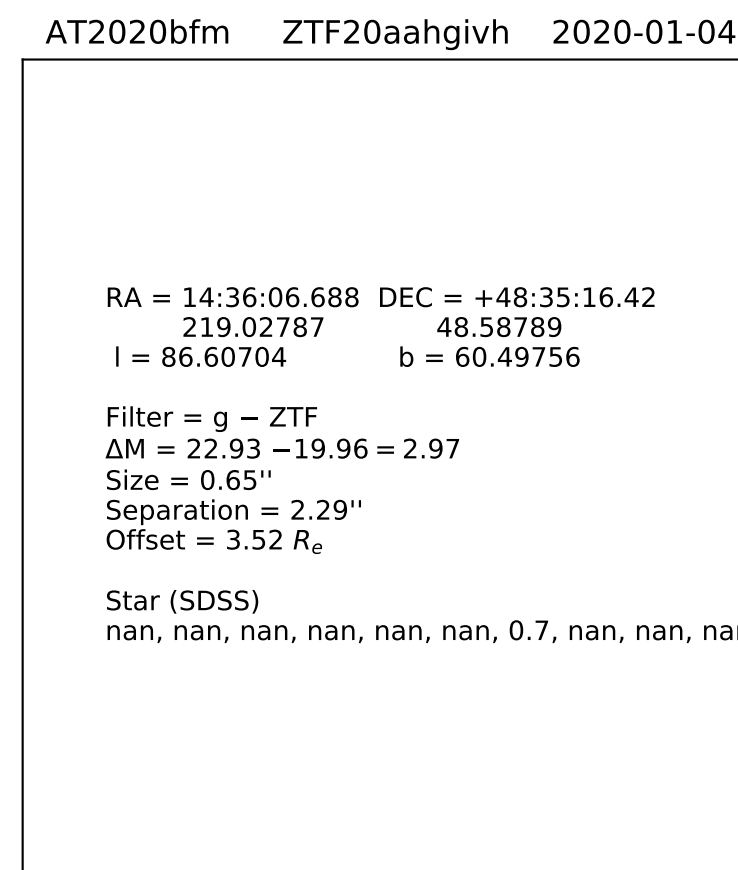 AT2020bfm ZTF20aahgivh 2020-01-04
RA = 14:36:06.688 DEC = +48:35:16.42
219.02787 48.58789
l = 86.60704 b = 60.49756
Filter = g − ZTF
ΔM = 22.93 −19.96 = 2.97
Size = 0.65''
Separation = 2.29''
Offset = 3.52 Re
Star (SDSS)
nan, nan, nan, nan, nan, nan, 0.7, nan, nan,